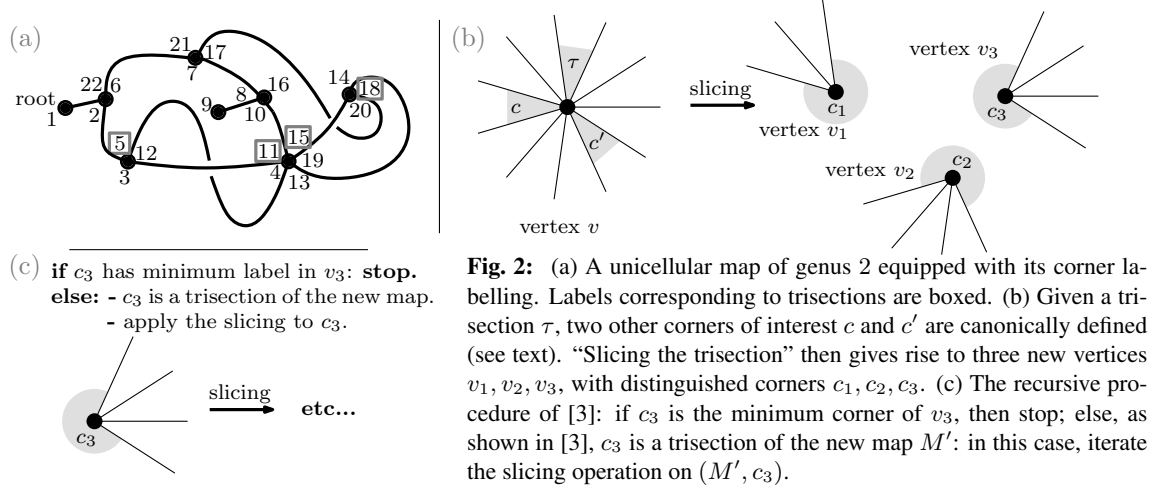 (a)
root
1
22
6
2
5
12
3
21
17
7
9
8
16
10
11
15
4
19
13
14
18
20
(b)
τ
c
c′
vertex v
slicing
c₁
vertex v₁
vertex v₃
c₃
vertex v₂
c₂
(c) if c₃ has minimum label in v₃: stop.
else: - c₃ is a trisection of the new map.
- apply the slicing to c₃.
c₃
slicing
etc...
Fig. 2: (a) A unicellular map of genus 2 equipped with its corner la-
belling. Labels corresponding to trisections are boxed. (b) Given a tri-
section τ, two other corners of interest c and c′ are canonically defined
(see text). “Slicing the trisection” then gives rise to three new vertices
v₁, v₂, v₃, with distinguished corners c₁, c₂, c₃. (c) The recursive pro-
cedure of [3]: if c₃ is the minimum corner of v₃, then stop; else, as
shown in [3], c₃ is a trisection of the new map M′: in this case, iterate
the slicing operation on (M′, c₃).